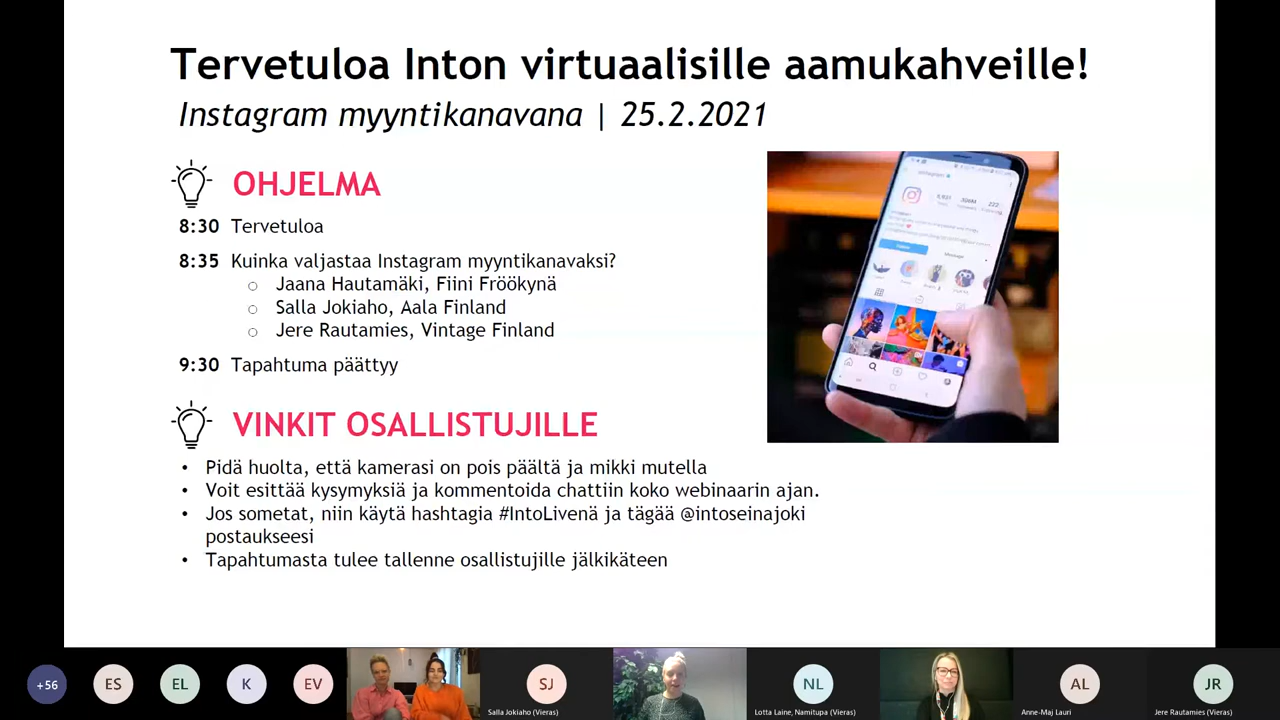 Tervetuloa Inton virtuaalisille aamukahveille!
Instagram myyntikanavana | 25.2.2021
OHJELMA
8:30 Tervetuloa
8:35 Kuinka valjastaa Instagram myyntikanavaksi?
○ Jaana Hautamäki, Fiini Fröökynä
○ Salla Jokiaho, Aala Finland
○ Jere Rautamies, Vintage Finland
9:30 Tapahtuma päättyy
VINKIT OSALLISTUJILLE
• Pidä huolta, että kamerasi on pois päältä ja mikki mutella
• Voit esittää kysymyksiä ja kommentoida chattiin koko webinaarin ajan.
• Jos sometat, niin käytä hashtagia #IntoLivenä ja tägää @intoseinajoki
postaukseesi
• Tapahtumasta tulee tallenne osallistujille jälkikäteen
+56 ES EL K EV SJ NL AL JR
Salla Jokiaho (Vieras) Lotta Laine, Namitupa (Vieras) Anne-Maj Lauri Jere Rautamies (Vieras)